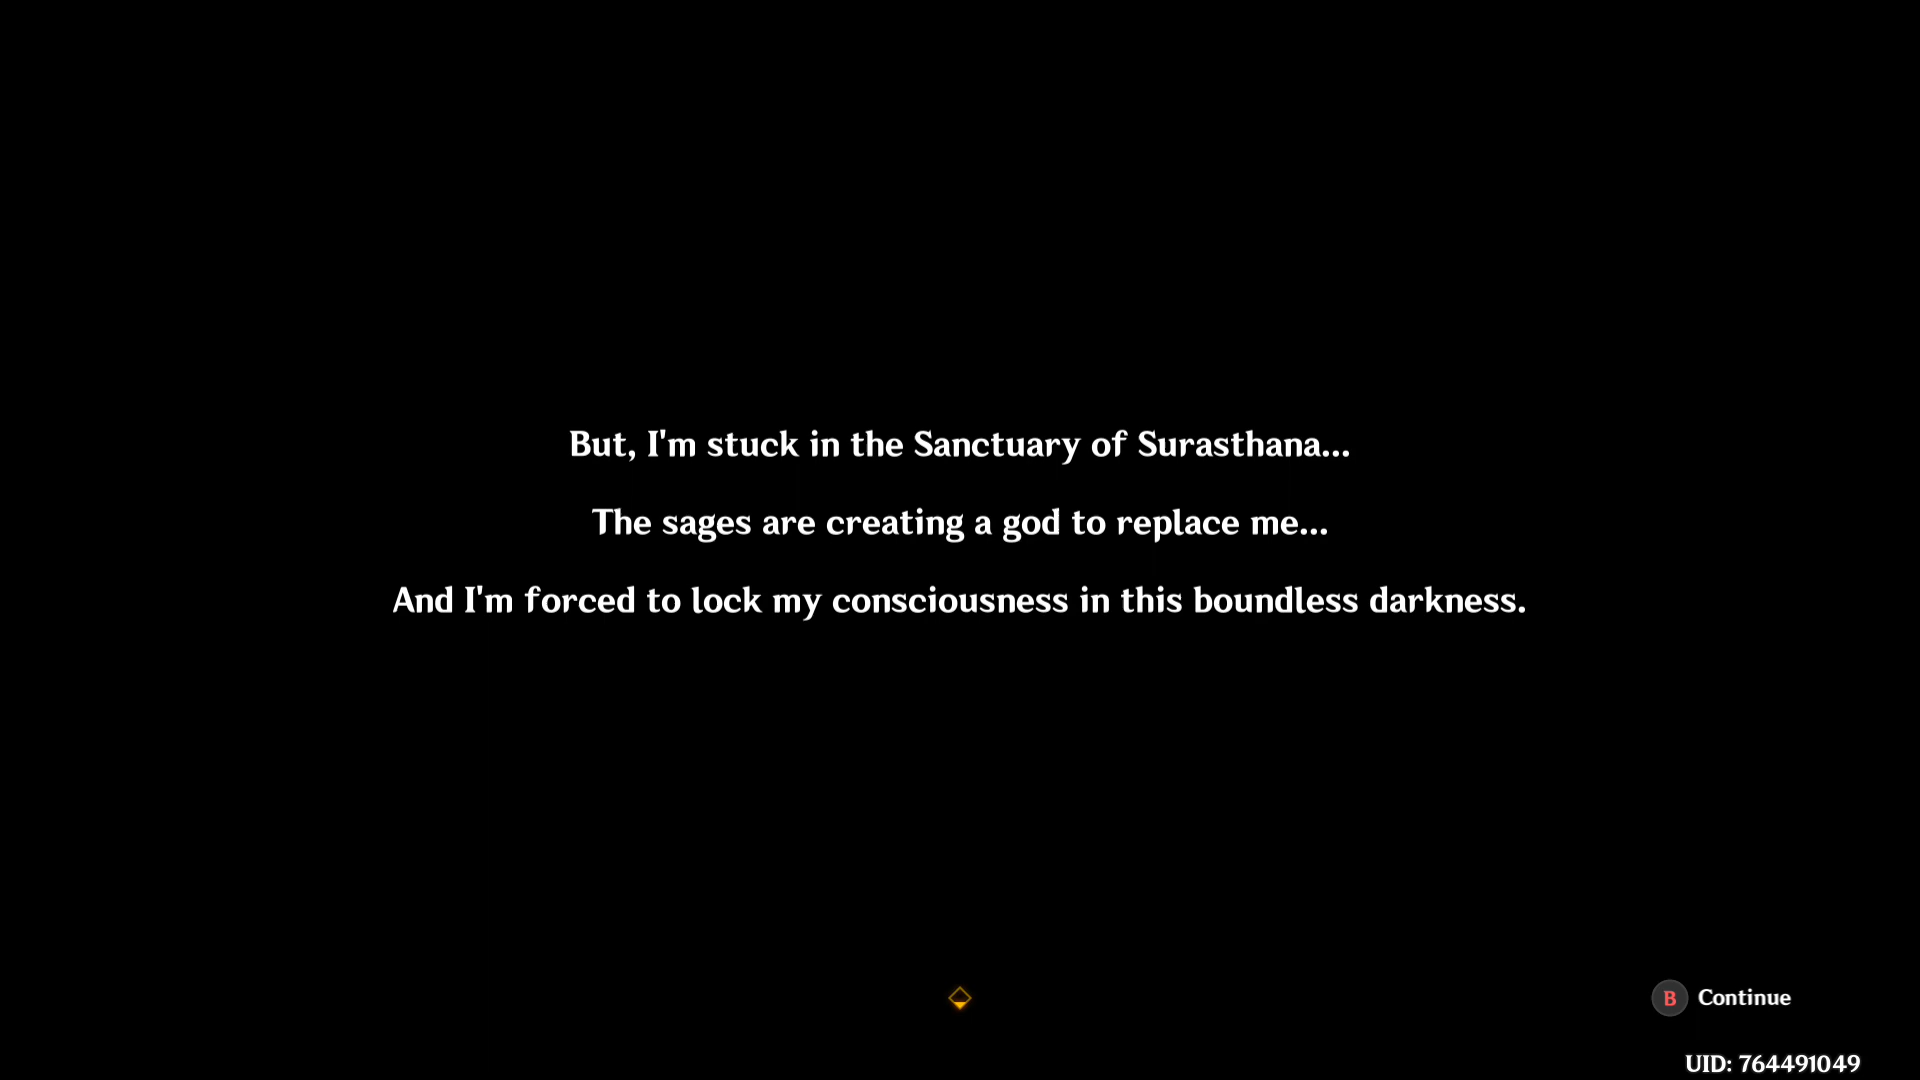 But, I'm stuck in the Sanctuary of Surasthana...
The sages are creating a god to replace me...
And I'm forced to lock my consciousness in this boundless darkness.
B Continue
UID: 764491049